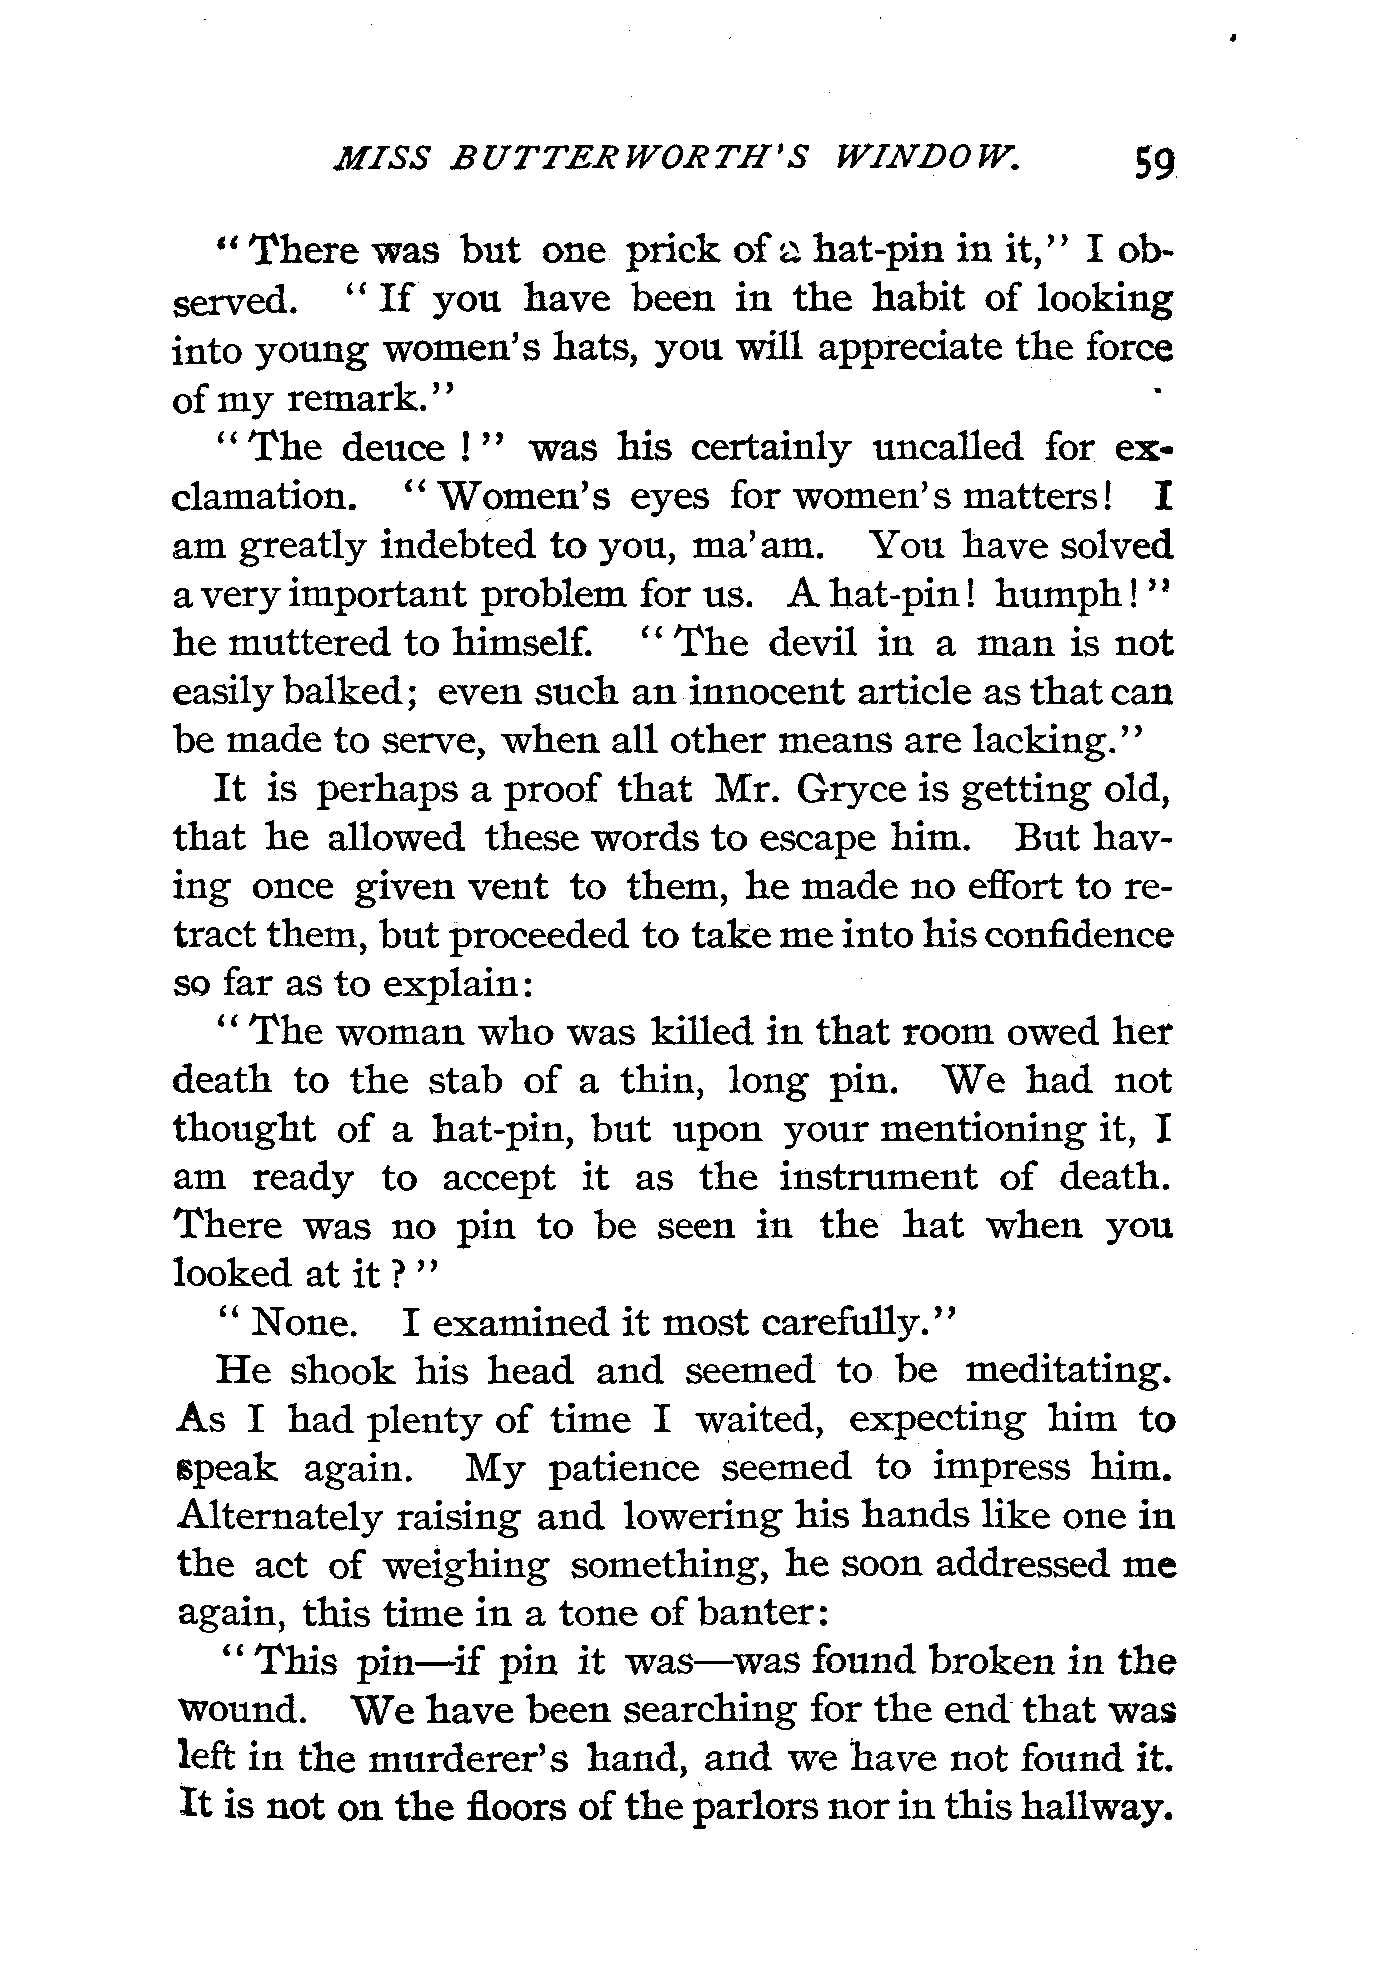 MISS BUTTERWORTH'S WINDOW. 59
"There was but one prick of a hat-pin in it," I ob-
served. "If you have been in the habit of looking
into young women's hats, you will appreciate the force
of my remark."
"The deuce!" was his certainly uncalled for ex-
clamation. "Women's eyes for women's matters! I
am greatly indebted to you, ma'am. You have solved
a very important problem for us. A hat-pin! humph!"
he muttered to himself. "The devil in a man is not
easily balked; even such an innocent article as that can
be made to serve, when all other means are lacking."
It is perhaps a proof that Mr. Gryce is getting old,
that he allowed these words to escape him. But hav-
ing once given vent to them, he made no effort to re-
tract them, but proceeded to take me into his confidence
so far as to explain:
"The woman who was killed in that room owed her
death to the stab of a thin, long pin. We had not
thought of a hat-pin, but upon your mentioning it, I
am ready to accept it as the instrument of death.
There was no pin to be seen in the hat when you
looked at it?"
"None. I examined it most carefully."
He shook his head and seemed to be meditating.
As I had plenty of time I waited, expecting him to
speak again. My patience seemed to impress him.
Alternately raising and lowering his hands like one in
the act of weighing something, he soon addressed me
again, this time in a tone of banter:
"This pin—if pin it was—was found broken in the
wound. We have been searching for the end that was
left in the murderer's hand, and we have not found it.
It is not on the floors of the parlors nor in this hallway.